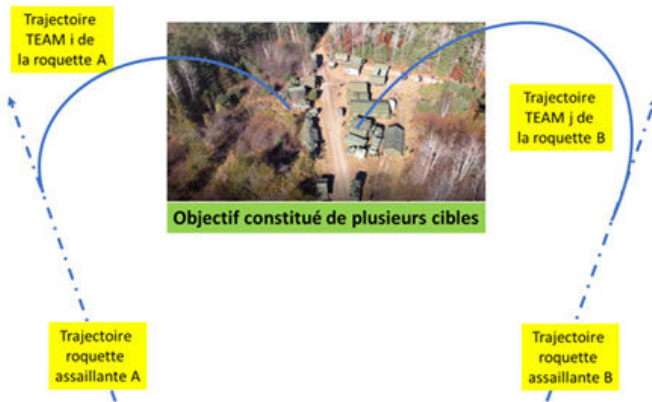 Trajectoire
TEAM i de
la roquette A
Trajectoire
TEAM j de
la roquette B
Objectif constitué de plusieurs cibles
Trajectoire
roquette
assaillante A
Trajectoire
roquette
assaillante B